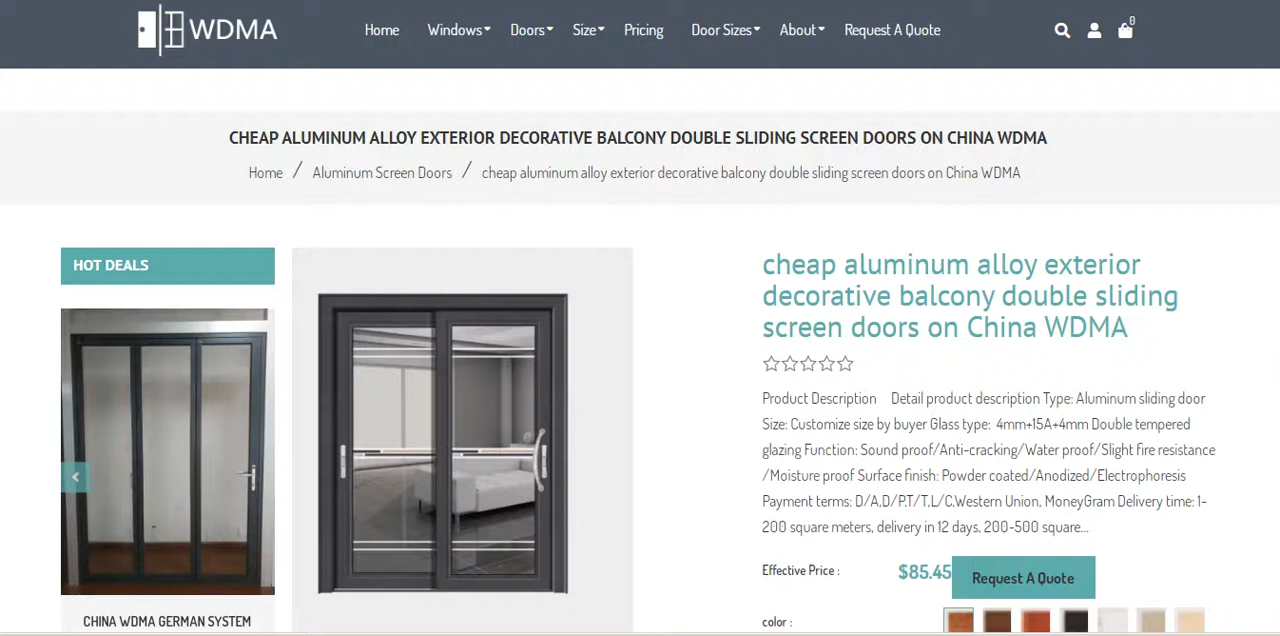 WDMA
Home Windows Doors Size Pricing Door Sizes About Request A Quote
0
CHEAP ALUMINUM ALLOY EXTERIOR DECORATIVE BALCONY DOUBLE SLIDING SCREEN DOORS ON CHINA WDMA
Home / Aluminum Screen Doors / cheap aluminum alloy exterior decorative balcony double sliding screen doors on China WDMA
HOT DEALS
CHINA WDMA GERMAN SYSTEM
cheap aluminum alloy exterior
decorative balcony double sliding
screen doors on China WDMA
Product Description Detail product description Type: Aluminum sliding door
Size: Customize size by buyer Glass type: 4mm+15A+4mm Double tempered
glazing Function: Sound proof/Anti-cracking/Water proof/Slight fire resistance
/Moisture proof Surface finish: Powder coated/Anodized/Electrophoresis
Payment terms: D/A,D/P.T/T,L/C,Western Union, MoneyGram Delivery time: 1-
200 square meters, delivery in 12 days, 200-500 square...
Effective Price : $85.45 Request A Quote
color :